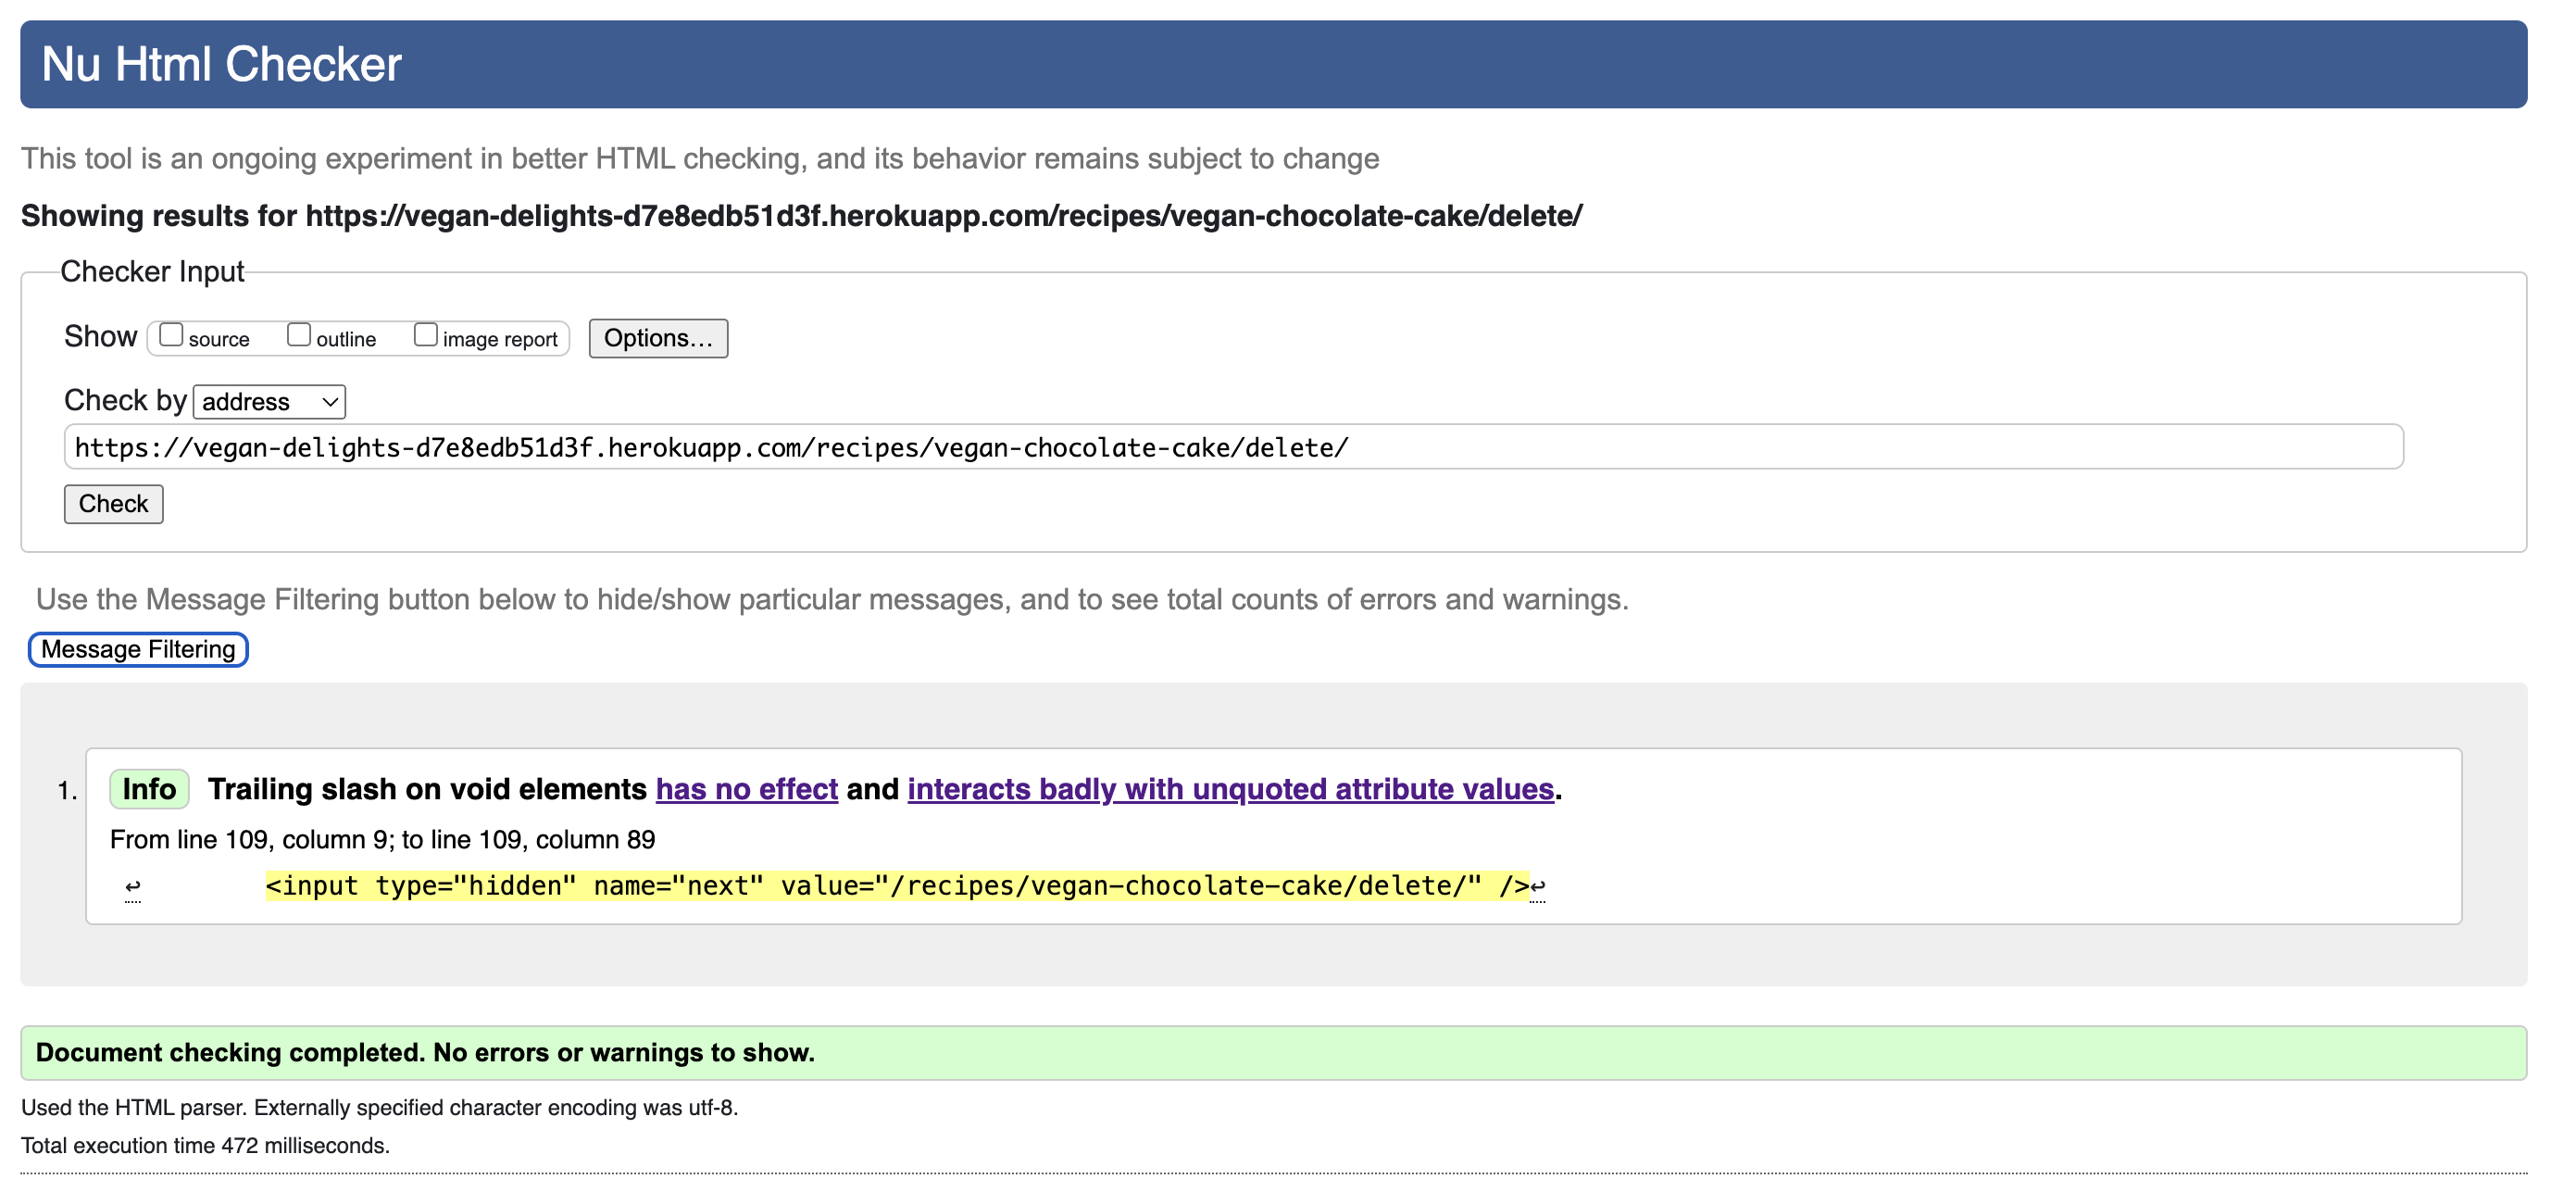 Nu Html Checker
This tool is an ongoing experiment in better HTML checking, and its behavior remains subject to change
Showing results for https://vegan-delights-d7e8edb51d3f.herokuapp.com/recipes/vegan-chocolate-cake/delete/
Checker Input
Show source outline image report Options...
Check by address
https://vegan-delights-d7e8edb51d3f.herokuapp.com/recipes/vegan-chocolate-cake/delete/
Check
Use the Message Filtering button below to hide/show particular messages, and to see total counts of errors and warnings.
Message Filtering
1. Info Trailing slash on void elements has no effect and interacts badly with unquoted attribute values.
From line 109, column 9; to line 109, column 89
↩ <input type="hidden" name="next" value="/recipes/vegan-chocolate-cake/delete/" />↩
Document checking completed. No errors or warnings to show.
Used the HTML parser. Externally specified character encoding was utf-8.
Total execution time 472 milliseconds.